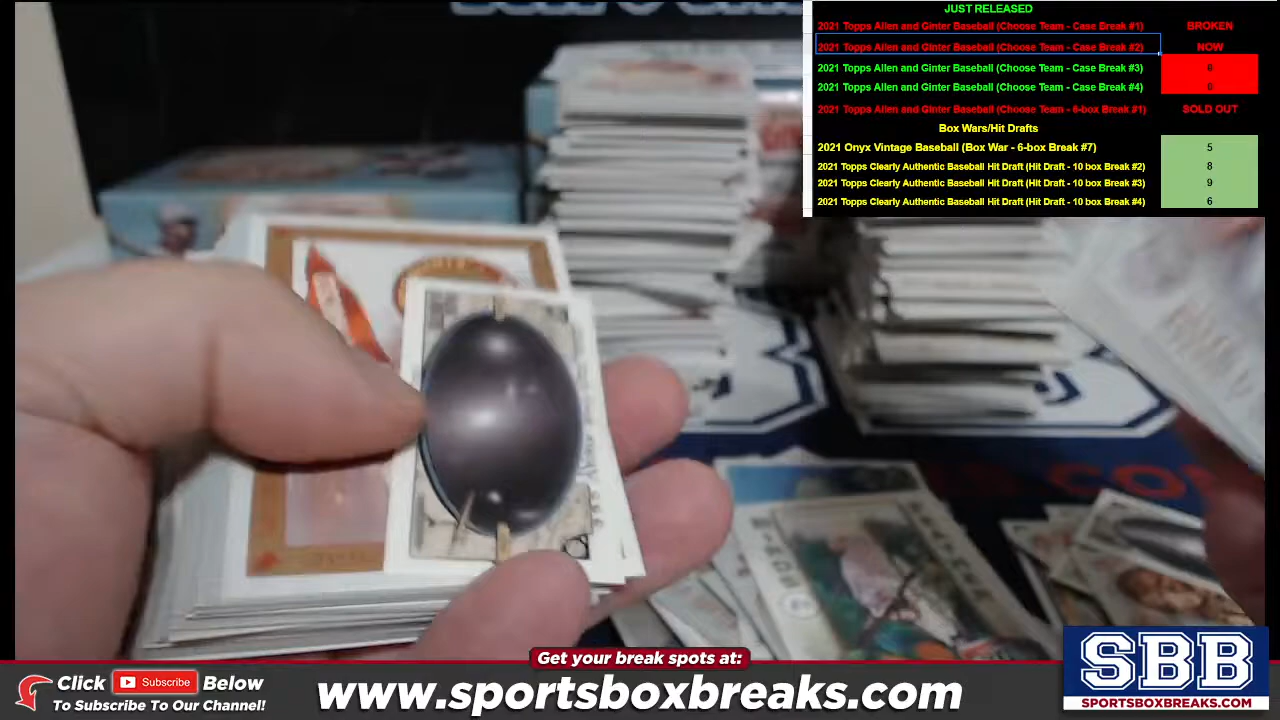 JUST RELEASED
2021 Topps Allen and Ginter Baseball (Choose Team - Case Break #1) BROKEN
2021 Topps Allen and Ginter Baseball (Choose Team - Case Break #2) NOW
2021 Topps Allen and Ginter Baseball (Choose Team - Case Break #3) 0
2021 Topps Allen and Ginter Baseball (Choose Team - Case Break #4) 0
2021 Topps Allen and Ginter Baseball (Choose Team - 6-box Break #1) SOLD OUT
Box Wars/Hit Drafts
2021 Onyx Vintage Baseball (Box War - 6-box Break #7) 5
2021 Topps Clearly Authentic Baseball Hit Draft (Hit Draft - 10 box Break #2) 8
2021 Topps Clearly Authentic Baseball Hit Draft (Hit Draft - 10 box Break #3) 9
2021 Topps Clearly Authentic Baseball Hit Draft (Hit Draft - 10 box Break #4) 6
Get your break spots at:
Click Subscribe Below
To Subscribe To Our Channel!
www.sportsboxbreaks.com
SBB
SPORTSBOXBREAKS.COM